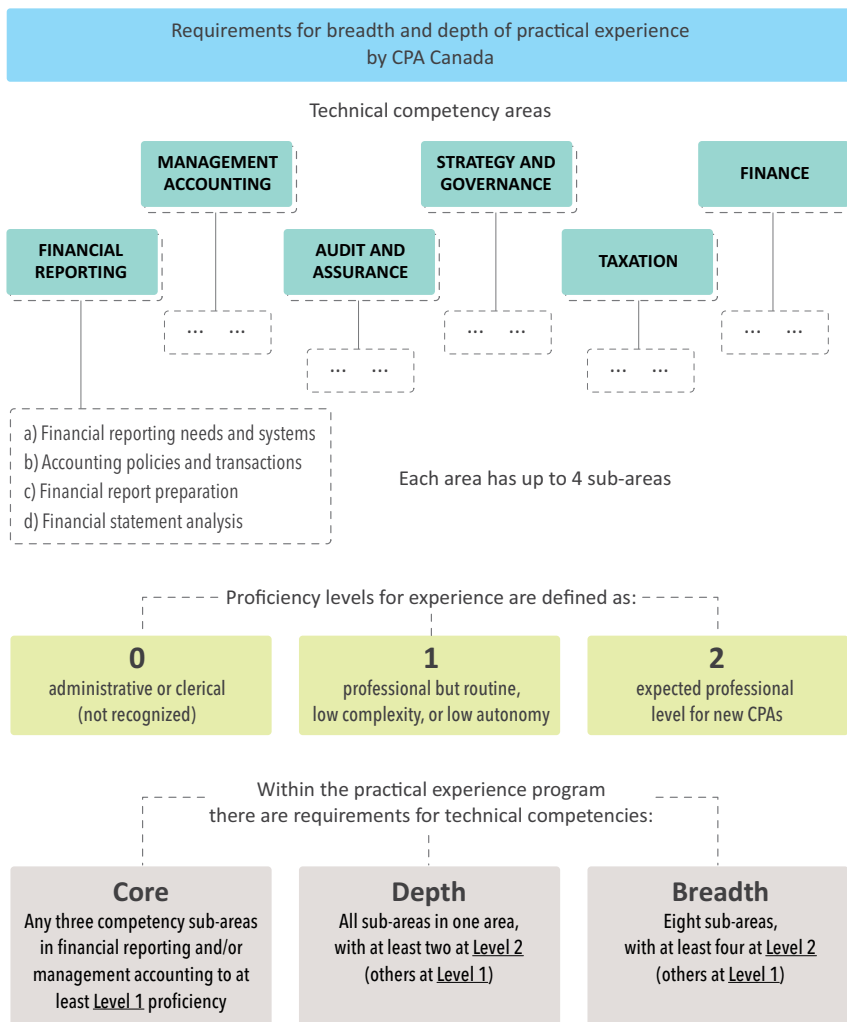 Requirements for breadth and depth of practical experience
by CPA Canada
Technical competency areas
MANAGEMENT
ACCOUNTING
STRATEGY AND
GOVERNANCE
FINANCE
FINANCIAL
REPORTING
AUDIT AND
ASSURANCE
TAXATION
... ...
... ...
... ...
... ...
... ...
a) Financial reporting needs and systems
b) Accounting policies and transactions
c) Financial report preparation
d) Financial statement analysis
Each area has up to 4 sub-areas
Proficiency levels for experience are defined as:
0
administrative or clerical
(not recognized)
1
professional but routine,
low complexity, or low autonomy
2
expected professional
level for new CPAs
Within the practical experience program
there are requirements for technical competencies:
Core
Any three competency sub-areas
in financial reporting and/or
management accounting to at
least Level 1 proficiency
Depth
All sub-areas in one area,
with at least two at Level 2
(others at Level 1)
Breadth
Eight sub-areas,
with at least four at Level 2
(others at Level 1)